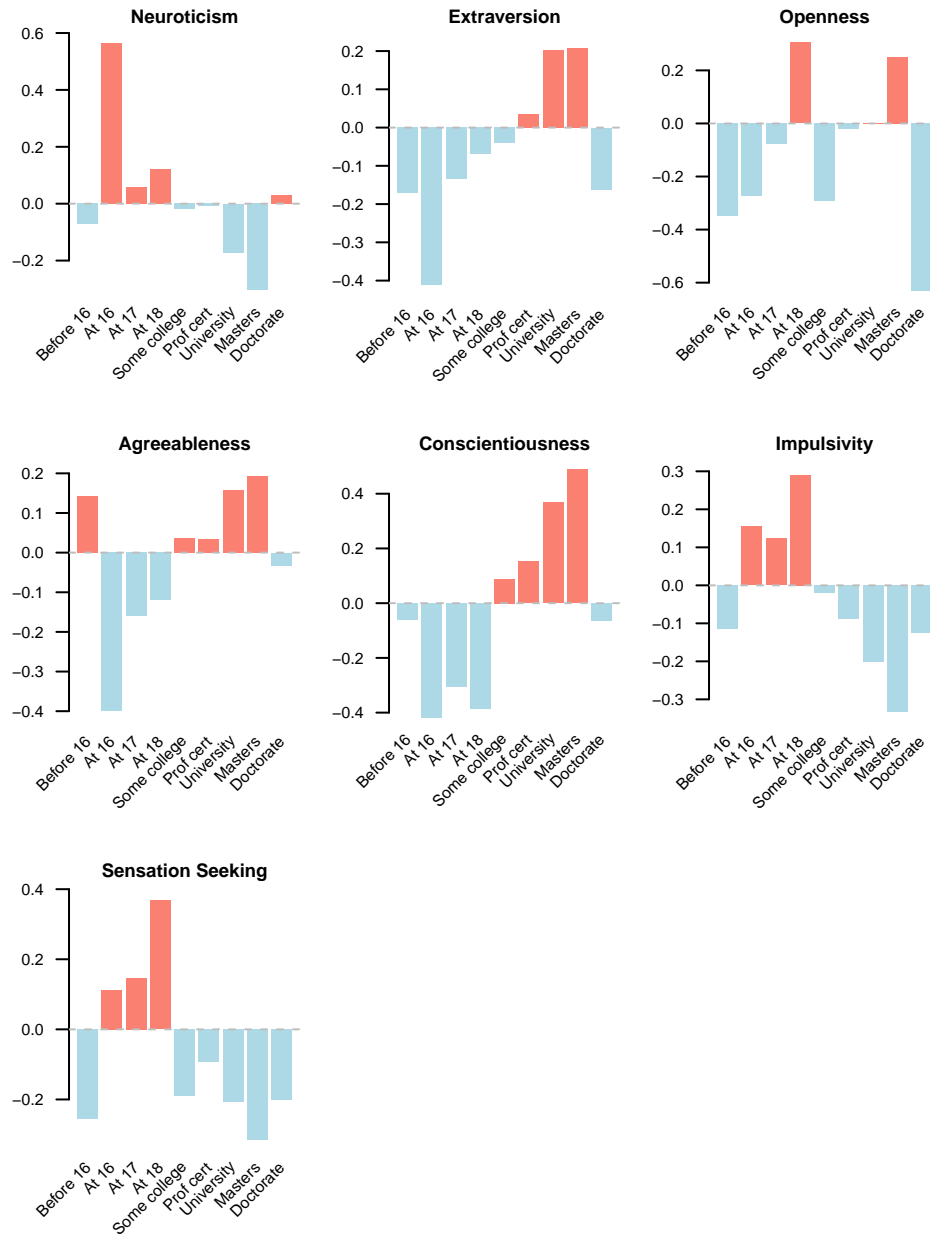 Neuroticism
0.6
0.4
0.2
0.0
−0.2
Before 16
At 16
At 17
At 18
Some college
Prof cert
University
Masters
Doctorate
Extraversion
0.2
0.1
0.0
−0.1
−0.2
−0.3
−0.4
Before 16
At 16
At 17
At 18
Some college
Prof cert
University
Masters
Doctorate
Openness
0.2
0.0
−0.2
−0.4
−0.6
Before 16
At 16
At 17
At 18
Some college
Prof cert
University
Masters
Doctorate
Agreeableness
0.2
0.1
0.0
−0.1
−0.2
−0.3
−0.4
Before 16
At 16
At 17
At 18
Some college
Prof cert
University
Masters
Doctorate
Conscientiousness
0.4
0.2
0.0
−0.2
−0.4
Before 16
At 16
At 17
At 18
Some college
Prof cert
University
Masters
Doctorate
Impulsivity
0.3
0.2
0.1
0.0
−0.1
−0.2
−0.3
Before 16
At 16
At 17
At 18
Some college
Prof cert
University
Masters
Doctorate
Sensation Seeking
0.4
0.2
0.0
−0.2
Before 16
At 16
At 17
At 18
Some college
Prof cert
University
Masters
Doctorate